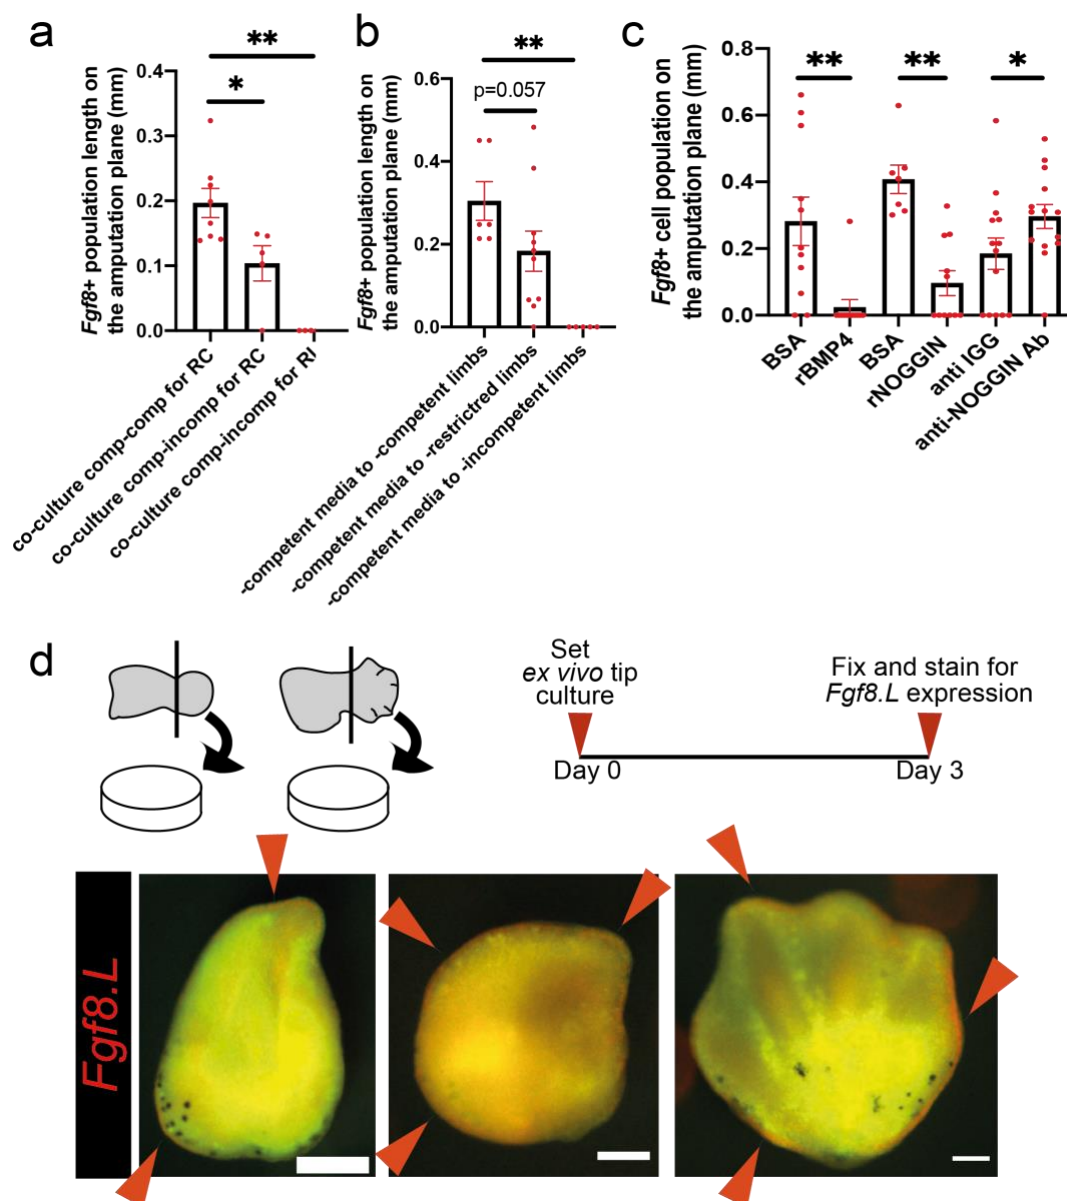 a
**
*
Fgf8+ population length on
the amputation plane (mm)
0.4
0.3
0.2
0.1
0.0
co-culture comp-comp for RC
co-culture comp-incomp for RC
co-culture comp-incomp for RI
b
**
p=0.057
Fgf8+ population length on
the amputation plane (mm)
0.6
0.4
0.2
0.0
-competent media to -competent limbs
-competent media to -restrictred limbs
-competent media to -incompetent limbs
c
**
**
*
Fgf8+ cell population on
the amputation plane (mm)
0.8
0.6
0.4
0.2
0.0
BSA
rBMP4
BSA
rNOGGIN
anti IGG
anti-NOGGIN Ab
d
Set
ex vivo tip
culture
Day 0
Fix and stain for
Fgf8.L expression
Day 3
Fgf8.L